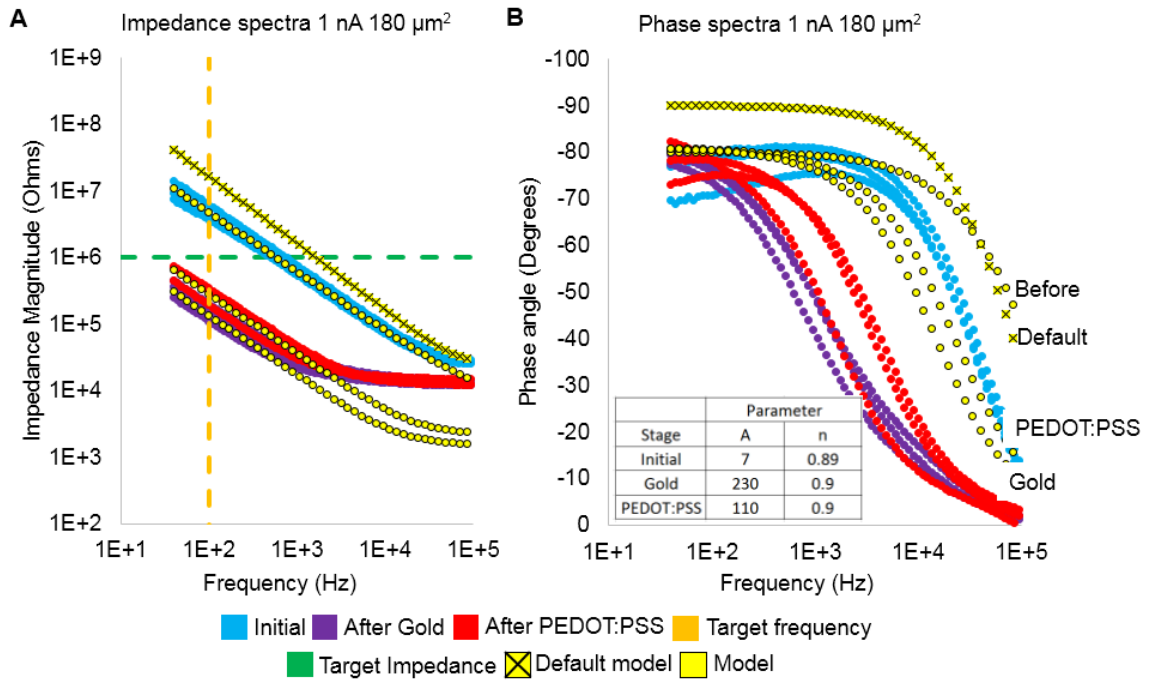 A
Impedance spectra 1 nA 180 µm²
1E+9
1E+8
1E+7
1E+6
1E+5
1E+4
1E+3
1E+2
Impedance Magnitude (Ohms)
1E+1 1E+2 1E+3 1E+4 1E+5
Frequency (Hz)
B
Phase spectra 1 nA 180 µm²
-100
-90
-80
-70
-60
-50
-40
-30
-20
-10
0
Phase angle (Degrees)
Before
Default
PEDOT:PSS
Gold
Parameter
Stage A n
Initial 7 0.89
Gold 230 0.9
PEDOT:PSS 110 0.9
1E+1 1E+2 1E+3 1E+4 1E+5
Frequency (Hz)
Initial After Gold After PEDOT:PSS Target frequency
Target Impedance Default model Model